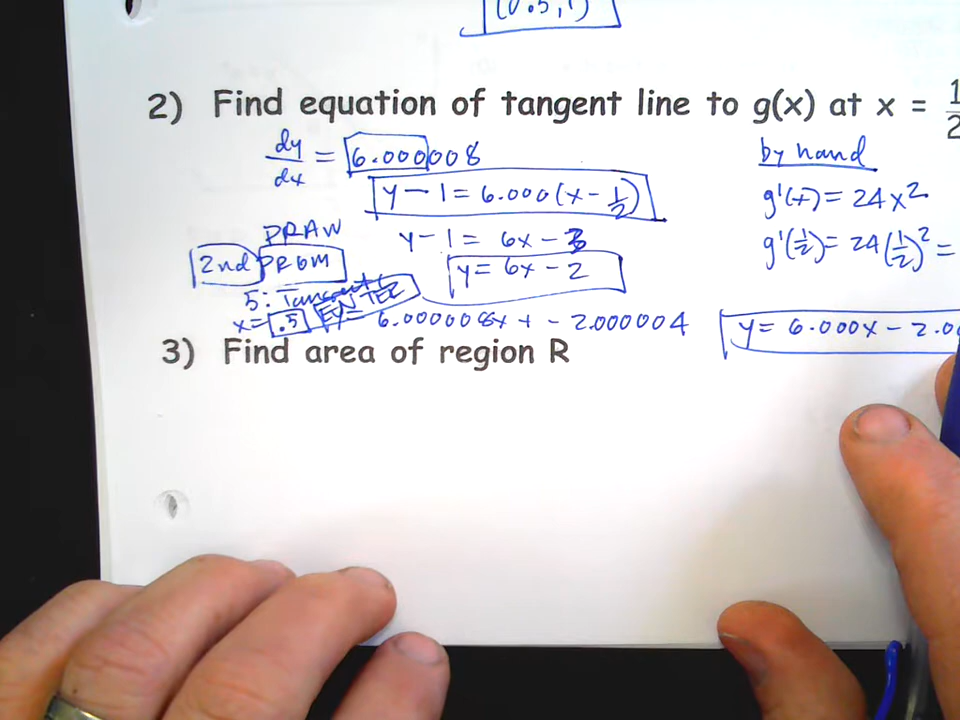 (0.5, 1)
2) Find equation of tangent line to g(x) at x = 1/2
dy/dx = 6.000008
by hand
y - 1 = 6.000(x - 1/2)
g'(x) = 24x²
DRAW
y - 1 = 6x - 3
g'(1/2) = 24(1/2)² =
2nd PRGM
y = 6x - 2
5: Tangent(
x = .5 ENTER
y = 6.000008x + -2.000004
y = 6.000x - 2.00
3) Find area of region R